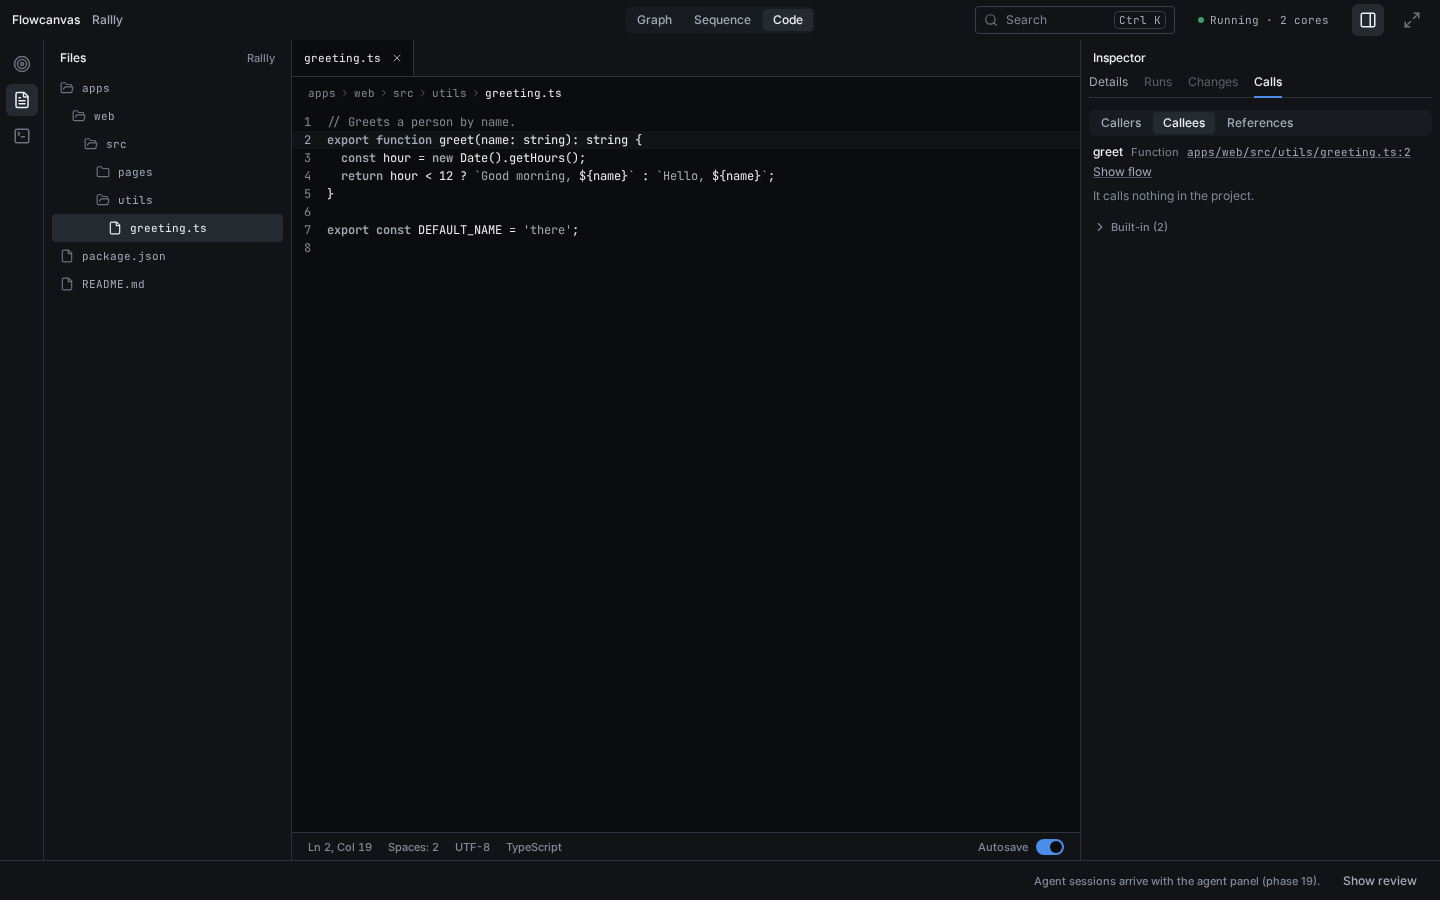 Flowcanvas Rallly
Graph Sequence Code
Search Ctrl K
Running · 2 cores
Files Rallly
apps
web
src
pages
utils
greeting.ts
package.json
README.md
greeting.ts
apps › web › src › utils › greeting.ts
1 // Greets a person by name.
2 export function greet(name: string): string {
3 const hour = new Date().getHours();
4 return hour < 12 ? `Good morning, ${name}` : `Hello, ${name}`;
5 }
6
7 export const DEFAULT_NAME = 'there';
8
Ln 2, Col 19 Spaces: 2 UTF-8 TypeScript Autosave
Inspector
Details Runs Changes Calls
Callers Callees References
greet Function apps/web/src/utils/greeting.ts:2
Show flow
It calls nothing in the project.
Built-in (2)
Agent sessions arrive with the agent panel (phase 19). Show review